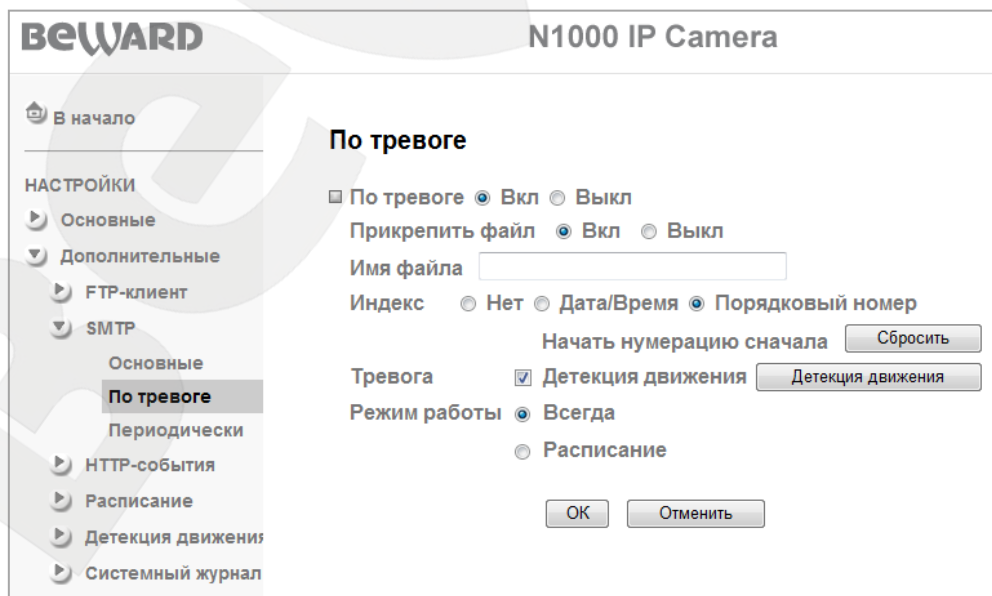 BEWARD
N1000 IP Camera
В начало
НАСТРОЙКИ
Основные
Дополнительные
FTP-клиент
SMTP
Основные
По тревоге
Периодически
HTTP-события
Расписание
Детекция движения
Системный журнал
По тревоге
По тревоге Вкл Выкл
Прикрепить файл Вкл Выкл
Имя файла
Индекс Нет Дата/Время Порядковый номер
Начать нумерацию сначала Сбросить
Тревога Детекция движения Детекция движения
Режим работы Всегда
Расписание
ОК Отменить